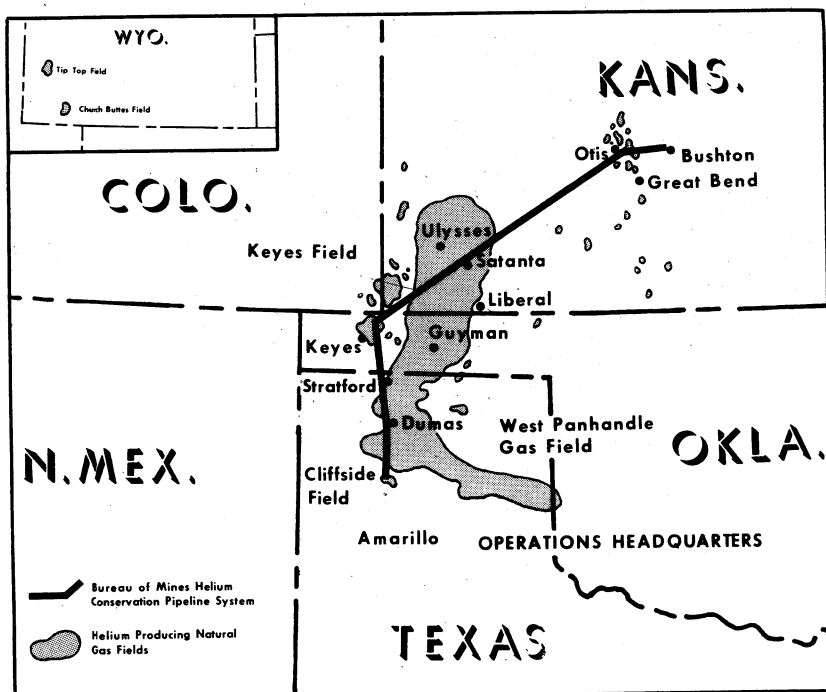 WYO.
Tip Top Field
Church Buttes Field
KANS.
Otis
Bushton
Great Bend
COLO.
Ulysses
Keyes Field
Satanta
Liberal
Guyman
Keyes
Stratford
Dumas
West Panhandle
Gas Field
OKLA.
N.MEX.
Cliffside
Field
Amarillo
OPERATIONS HEADQUARTERS
Bureau of Mines Helium
Conservation Pipeline System
Helium Producing Natural
Gas Fields
TEXAS